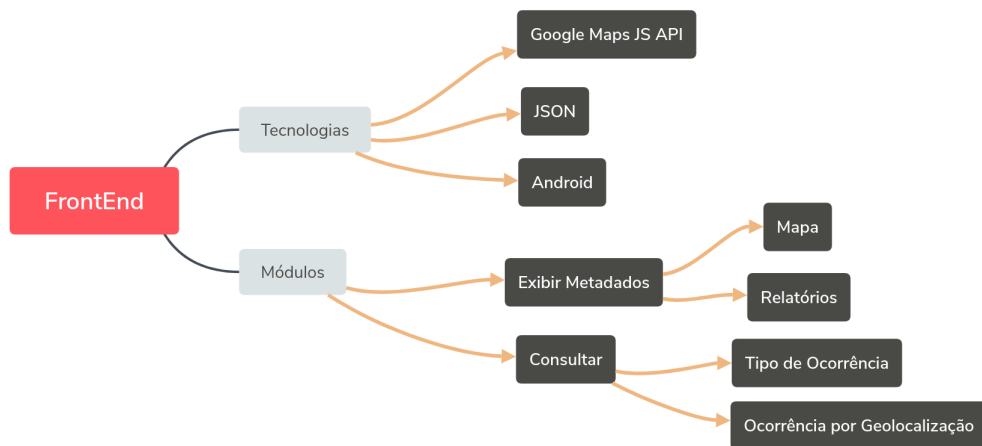 FrontEnd
Tecnologias
Google Maps JS API
JSON
Android
Módulos
Exibir Metadados
Mapa
Relatórios
Consultar
Tipo de Ocorrência
Ocorrência por Geolocalização